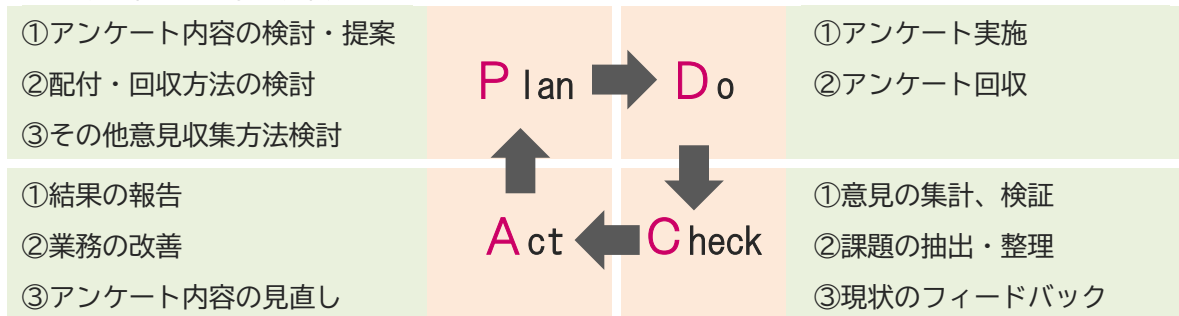 ①アンケート内容の検討・提案
②配付・回収方法の検討
③その他意見収集方法検討
Plan
Do
①アンケート実施
②アンケート回収
①結果の報告
②業務の改善
③アンケート内容の見直し
Act
Check
①意見の集計、検証
②課題の抽出・整理
③現状のフィードバック